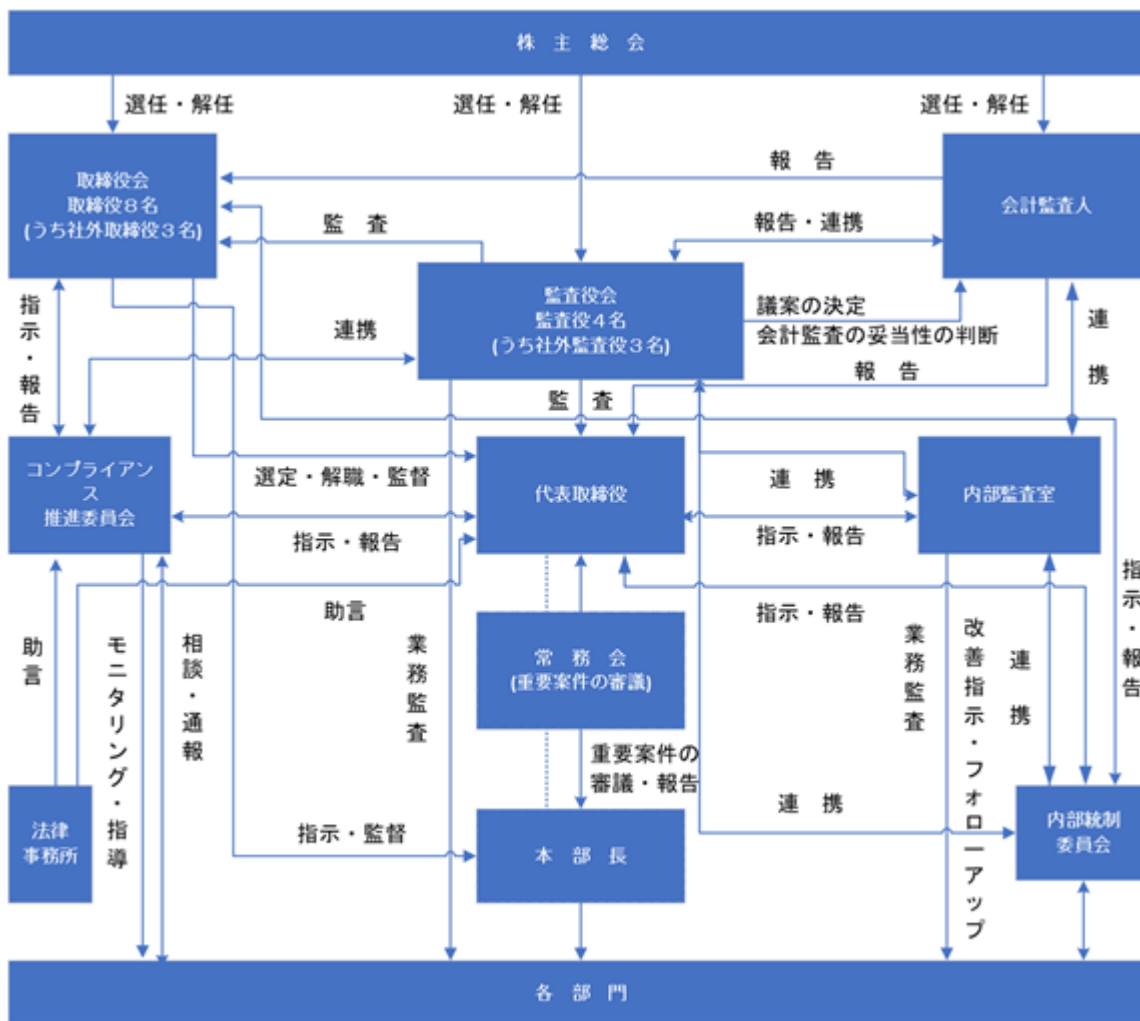 株 主 総 会
選任・解任
選任・解任
選任・解任
取締役会
取締役８名
(うち社外取締役３名)
報 告
会計監査人
監 査
報告・連携
監査役会
監査役４名
(うち社外監査役３名)
指示・報告
連携
議案の決定
会計監査の妥当性の判断
連携
報 告
監 査
コンプライアン
ス
推進委員会
選定・解職・監督
代表取締役
連 携
内部監査室
指示・報告
指示・報告
指示・報告
助言
指示・報告
助言
モニタリング・指導
相談・通報
業務監査
常 務 会
(重要案件の審議)
業務監査
改善指示・フォローアップ
連携
重要案件の
審議・報告
連 携
法律
事務所
指示・監督
本 部 長
内部統制
委員会
各 部 門